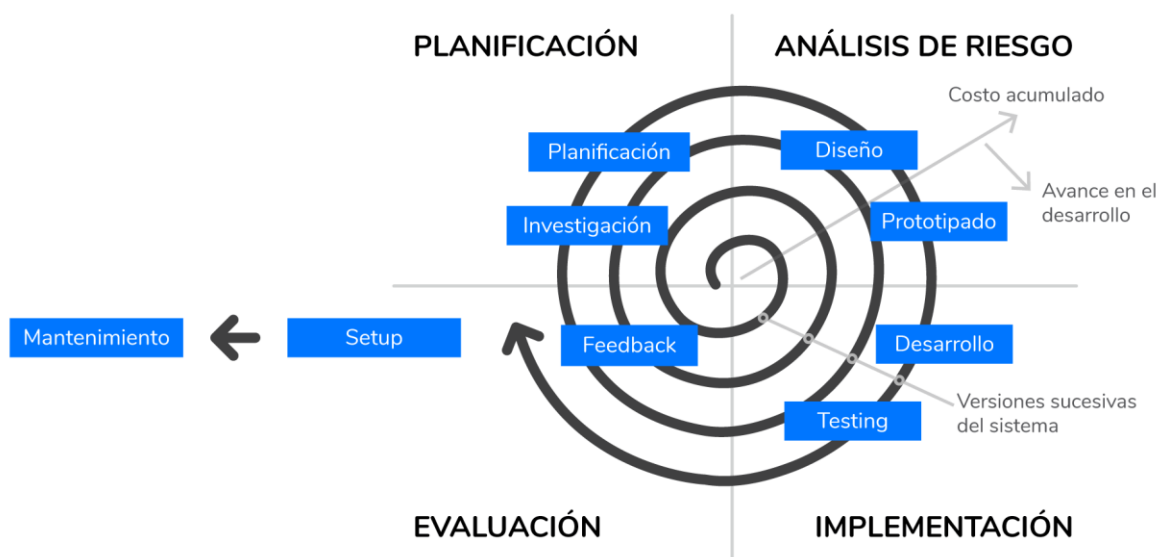 PLANIFICACIÓN
ANÁLISIS DE RIESGO
Costo acumulado
Planificación
Diseño
Avance en el
desarrollo
Investigación
Prototipado
Mantenimiento
Setup
Feedback
Desarrollo
Versiones sucesivas
del sistema
Testing
EVALUACIÓN
IMPLEMENTACIÓN